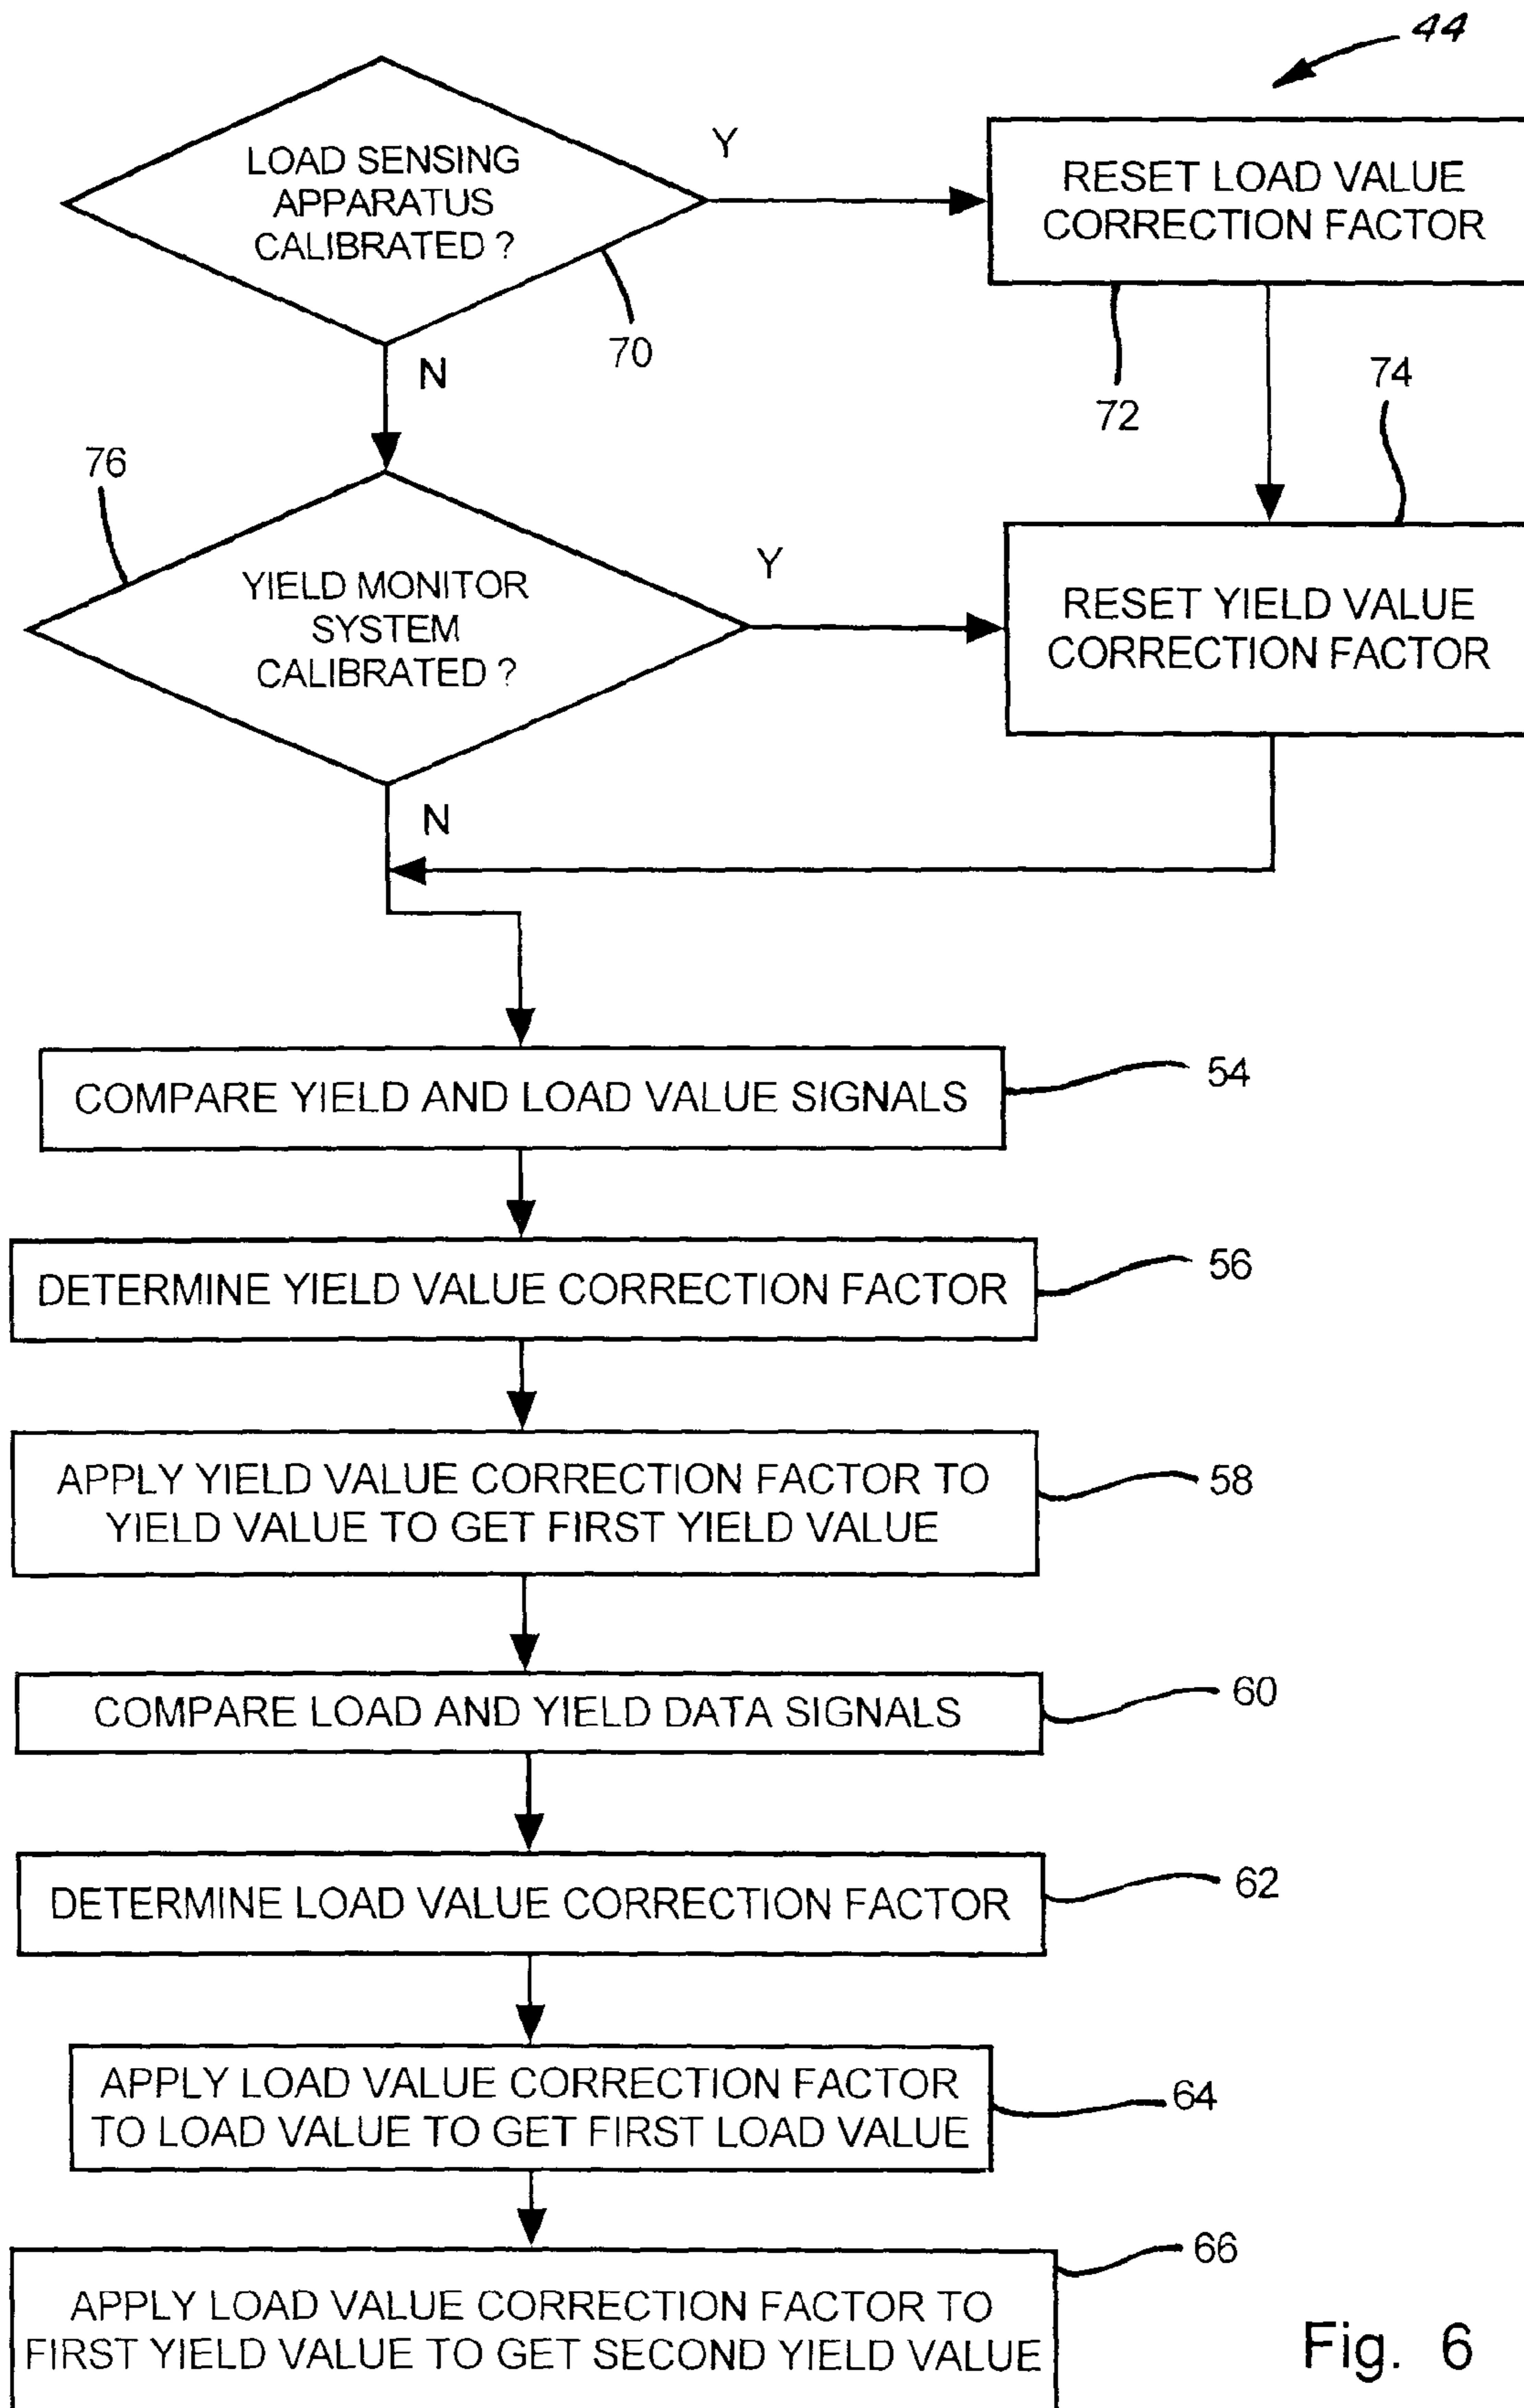 44
LOAD SENSING
APPARATUS
CALIBRATED ?
Y
70
N
RESET LOAD VALUE
CORRECTION FACTOR
72
74
76
YIELD MONITOR
SYSTEM
CALIBRATED ?
Y
N
RESET YIELD VALUE
CORRECTION FACTOR
COMPARE YIELD AND LOAD VALUE SIGNALS
54
DETERMINE YIELD VALUE CORRECTION FACTOR
56
APPLY YIELD VALUE CORRECTION FACTOR TO
YIELD VALUE TO GET FIRST YIELD VALUE
58
COMPARE LOAD AND YIELD DATA SIGNALS
60
DETERMINE LOAD VALUE CORRECTION FACTOR
62
APPLY LOAD VALUE CORRECTION FACTOR
TO LOAD VALUE TO GET FIRST LOAD VALUE
64
APPLY LOAD VALUE CORRECTION FACTOR TO
FIRST YIELD VALUE TO GET SECOND YIELD VALUE
66
Fig. 6